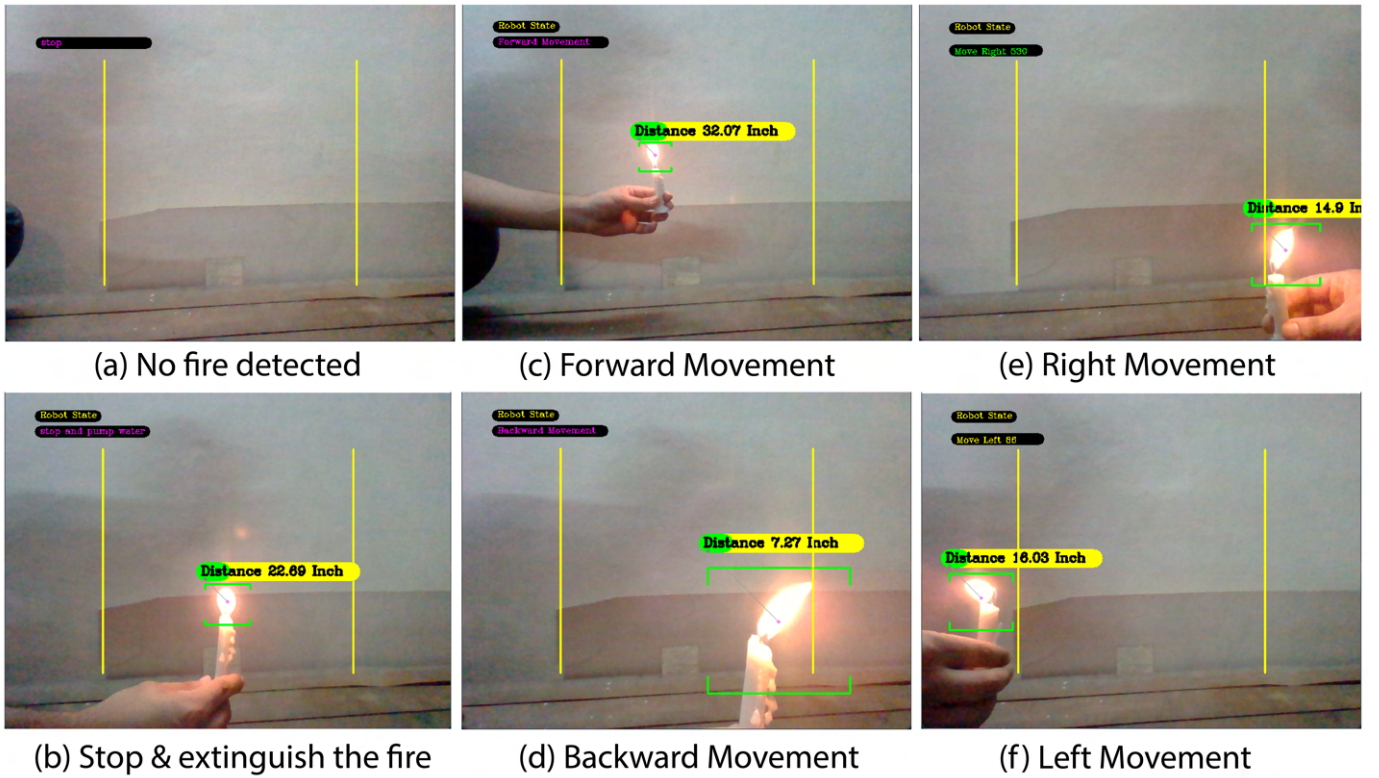 stop
(a) No fire detected
Robot State
Forward Movement
Distance 32.07 Inch
(c) Forward Movement
Robot State
Move Right 530
Distance 14.9 In
(e) Right Movement
Robot State
stop and pump water
Distance 22.69 Inch
(b) Stop & extinguish the fire
Robot State
Backward Movement
Distance 7.27 Inch
(d) Backward Movement
Robot State
Move Left 86
Distance 16.03 Inch
(f) Left Movement